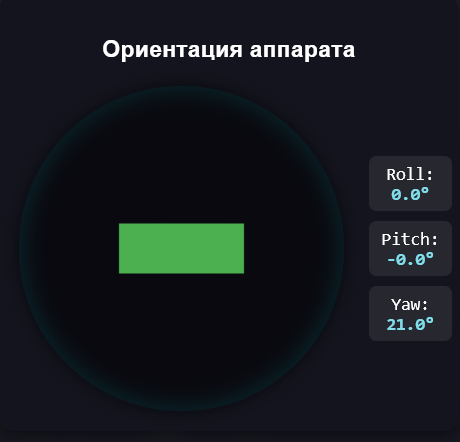 Ориентация аппарата
Roll:
0.0°
Pitch:
-0.0°
Yaw:
21.0°